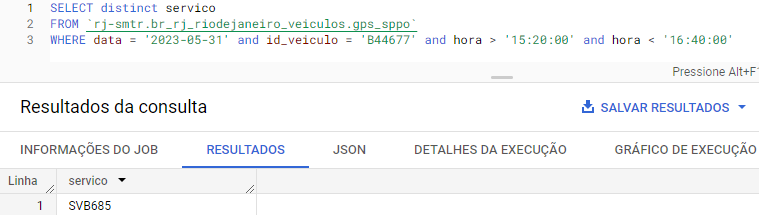 1 SELECT distinct servico
2 FROM `rj-smtr.br_rj_riodejaneiro_veiculos.gps_sppo`
3 WHERE data = '2023-05-31' and id_veiculo = 'B44677' and hora > '15:20:00' and hora < '16:40:00'
Pressione Alt+F1
Resultados da consulta
SALVAR RESULTADOS
INFORMAÇÕES DO JOB RESULTADOS JSON DETALHES DA EXECUÇÃO GRÁFICO DE EXECUÇÃO
Linha servico
1 SVB685